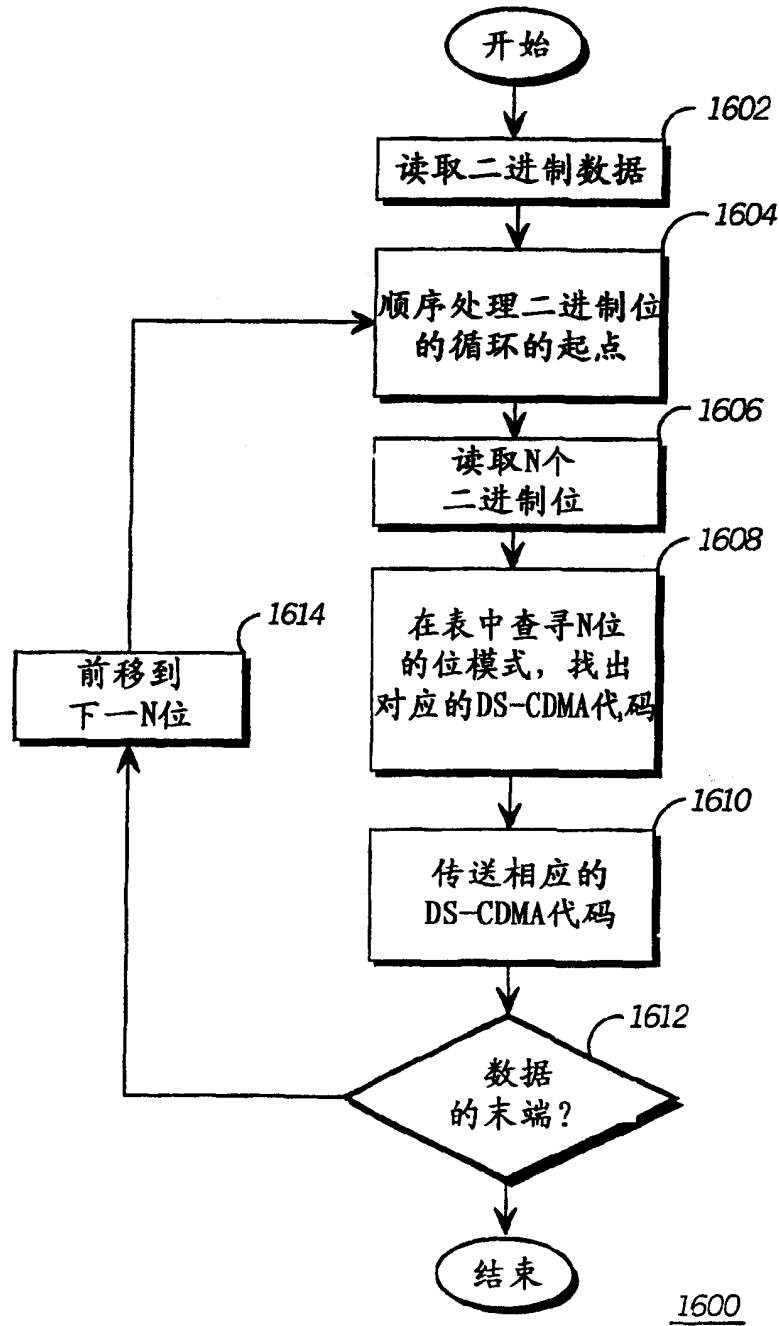 开始
1602
读取二进制数据
1604
顺序处理二进制位
的循环的起点
1606
读取N个
二进制位
1608
在表中查寻N位
的位模式，找出
对应的DS-CDMA代码
1614
前移到
下一N位
1610
传送相应的
DS-CDMA代码
1612
数据
的末端？
结束
1600